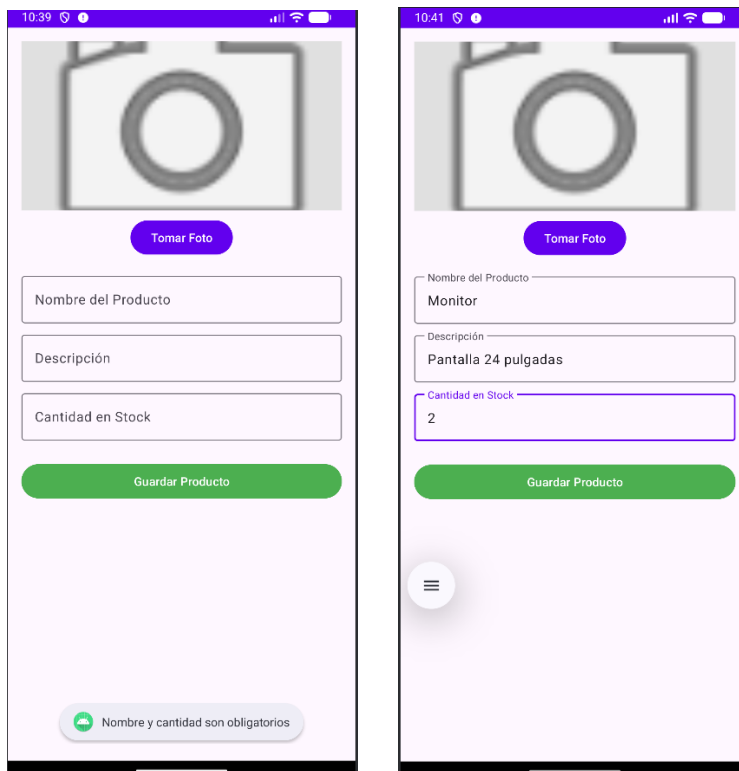 10:39
Tomar Foto
Nombre del Producto
Descripción
Cantidad en Stock
Guardar Producto
Nombre y cantidad son obligatorios
10:41
Tomar Foto
Nombre del Producto
Monitor
Descripción
Pantalla 24 pulgadas
Cantidad en Stock
2
Guardar Producto